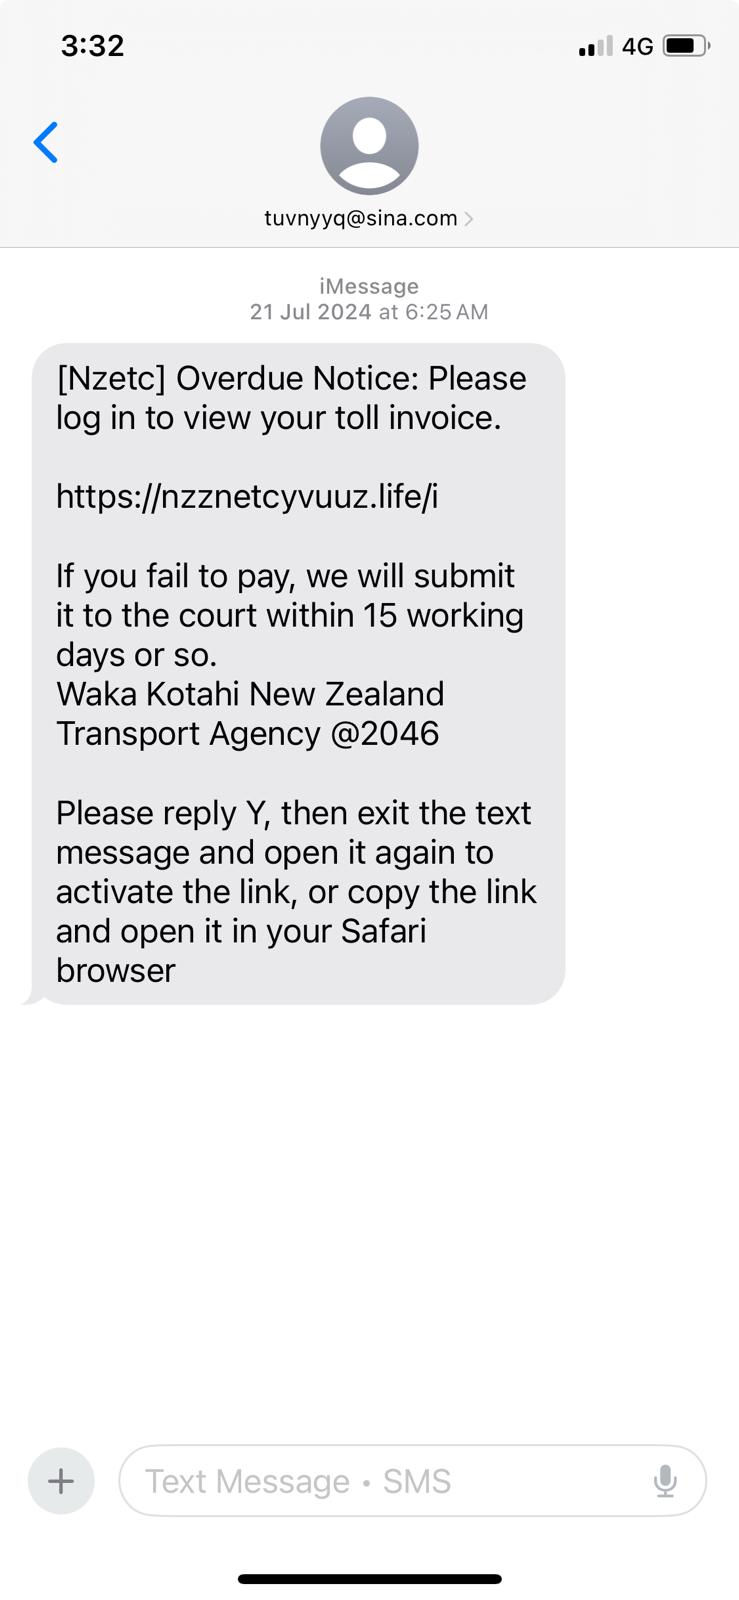 3:32
4G
tuvnyyq@sina.com
iMessage
21 Jul 2024 at 6:25 AM
[Nzetc] Overdue Notice: Please
log in to view your toll invoice.
https://nzznetcyvuuz.life/i
If you fail to pay, we will submit
it to the court within 15 working
days or so.
Waka Kotahi New Zealand
Transport Agency @2046
Please reply Y, then exit the text
message and open it again to
activate the link, or copy the link
and open it in your Safari
browser
Text Message • SMS